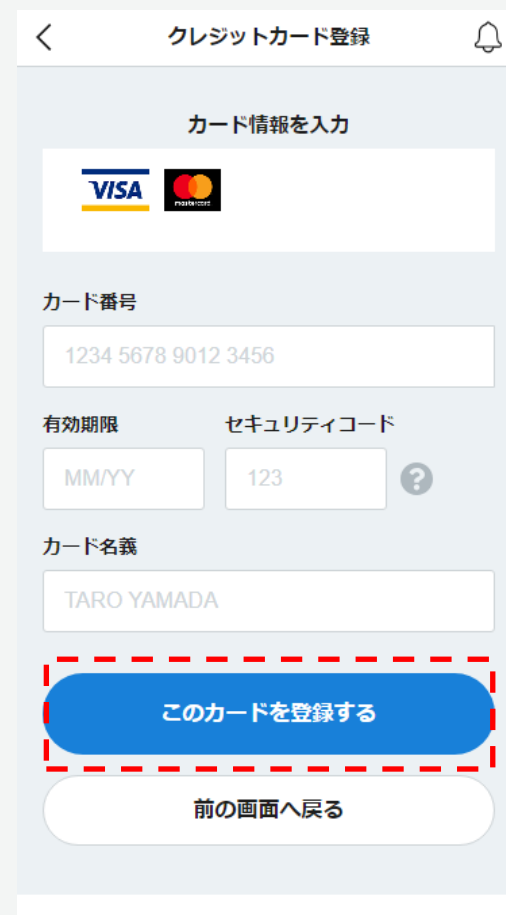 クレジットカード登録
カード情報を入力
VISA mastercard
カード番号
1234 5678 9012 3456
有効期限 セキュリティコード
MM/YY 123 ?
カード名義
TARO YAMADA
このカードを登録する
前の画面へ戻る